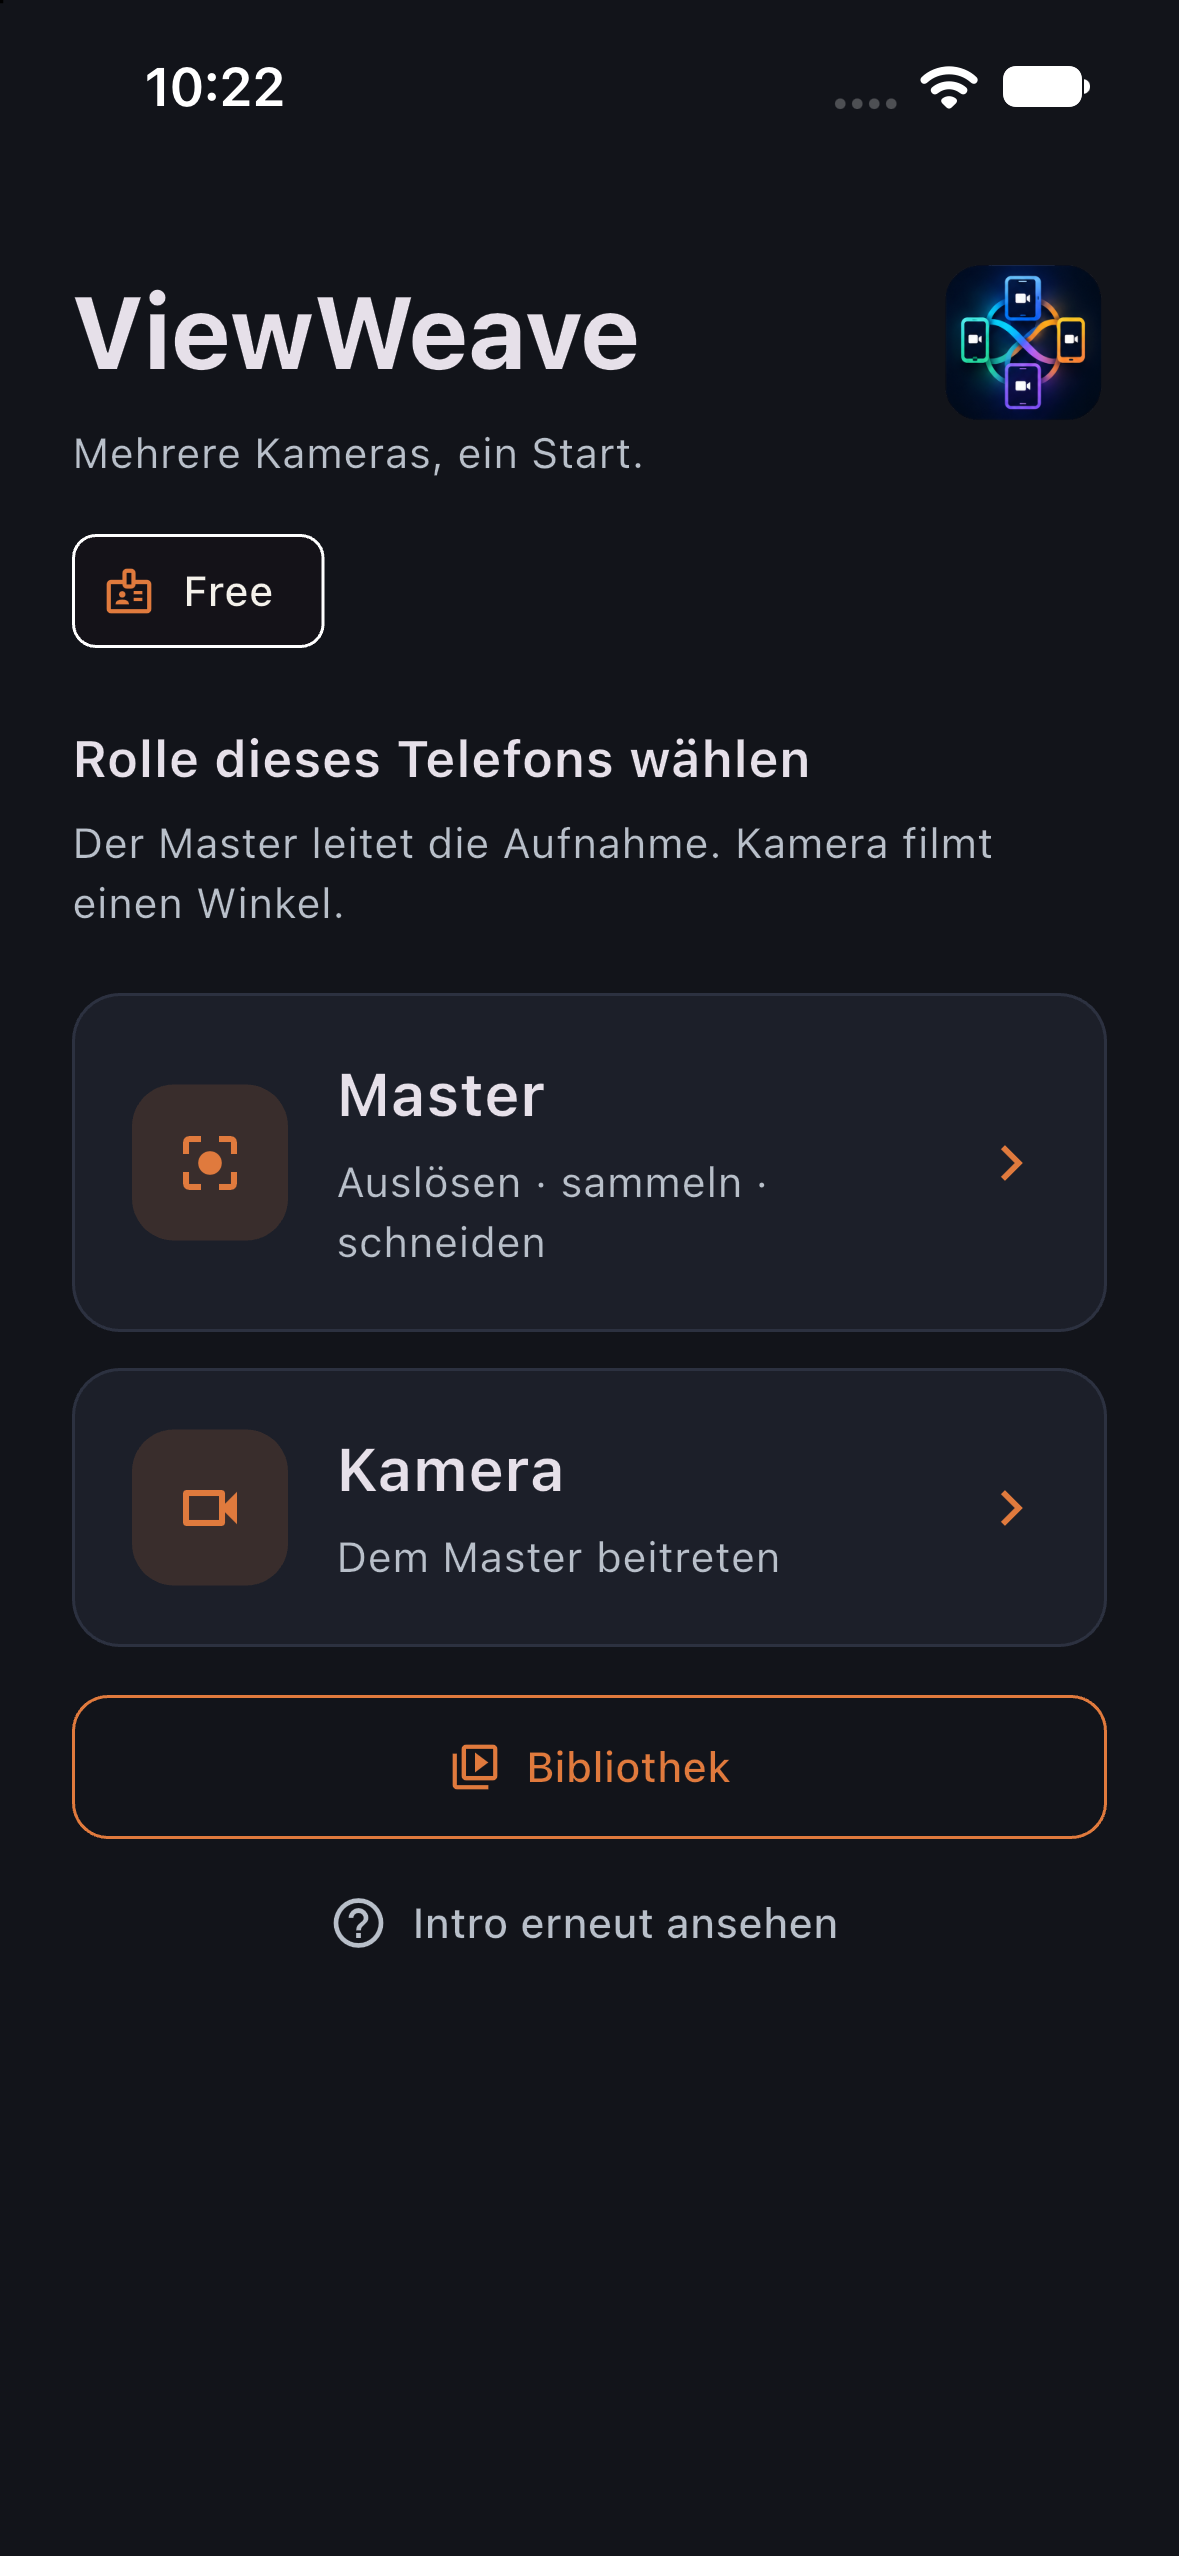 10:22
ViewWeave
Mehrere Kameras, ein Start.
Free
Rolle dieses Telefons wählen
Der Master leitet die Aufnahme. Kamera filmt
einen Winkel.
Master
Auslösen · sammeln ·
schneiden
Kamera
Dem Master beitreten
Bibliothek
Intro erneut ansehen